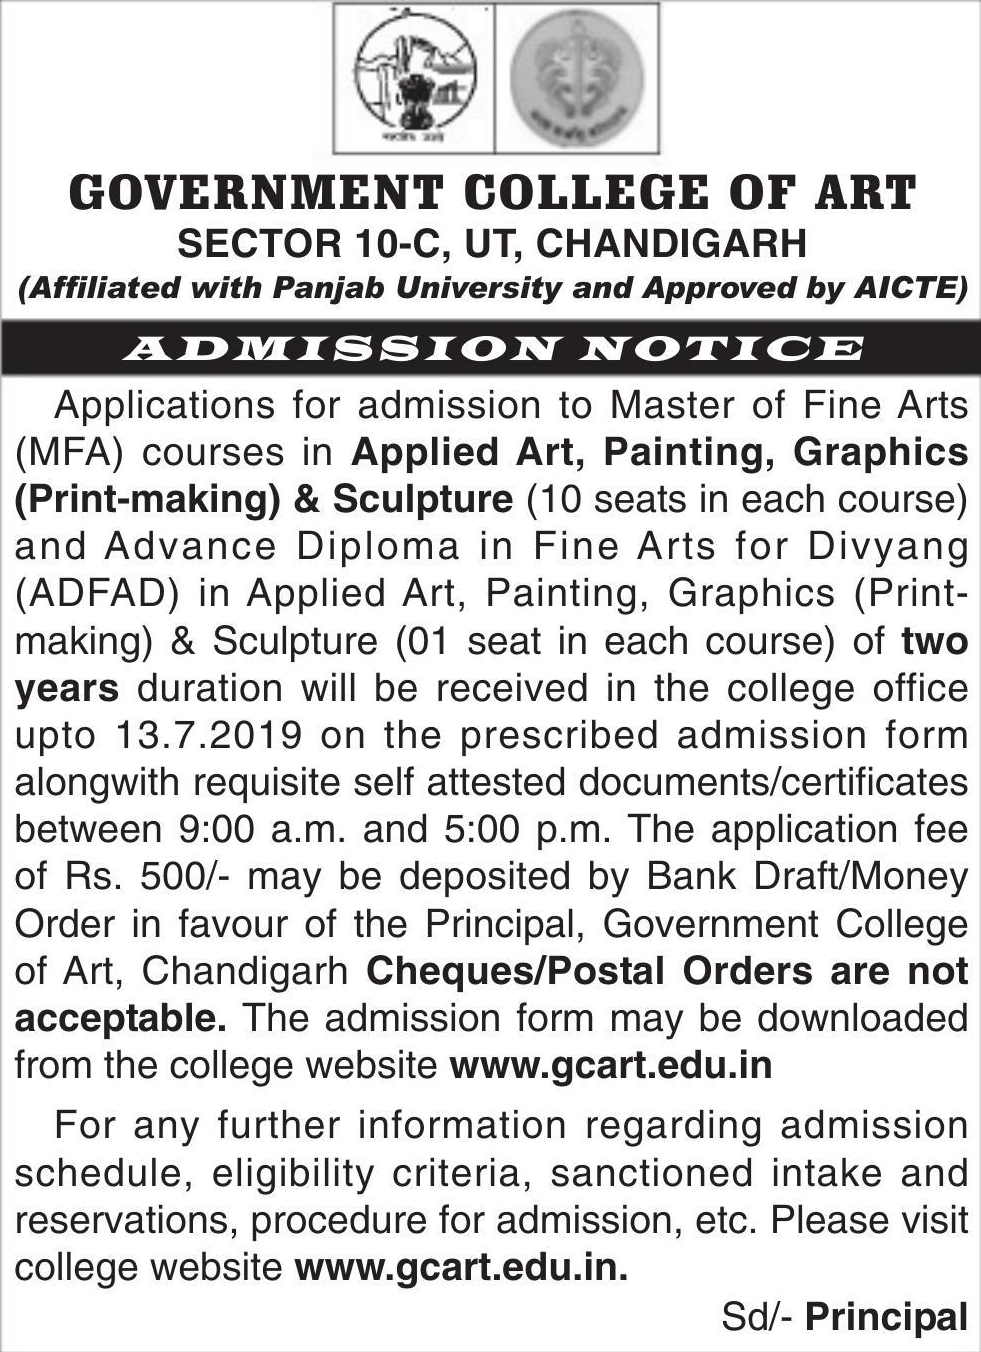 GOVERNMENT COLLEGE OF ART
SECTOR 10-C, UT, CHANDIGARH
(Affiliated with Panjab University and Approved by AICTE)
ADMISSION NOTICE
Applications for admission to Master of Fine Arts
(MFA) courses in Applied Art, Painting, Graphics
(Print-making) & Sculpture (10 seats in each course)
and Advance Diploma in Fine Arts for Divyang
(ADFAD) in Applied Art, Painting, Graphics (Print-
making) & Sculpture (01 seat in each course) of two
years duration will be received in the college office
upto 13.7.2019 on the prescribed admission form
alongwith requisite self attested documents/certificates
between 9:00 a.m. and 5:00 p.m. The application fee
of Rs. 500/- may be deposited by Bank Draft/Money
Order in favour of the Principal, Government College
of Art, Chandigarh Cheques/Postal Orders are not
acceptable. The admission form may be downloaded
from the college website www.gcart.edu.in
For any further information regarding admission
schedule, eligibility criteria, sanctioned intake and
reservations, procedure for admission, etc. Please visit
college website www.gcart.edu.in.
Sd/- Principal